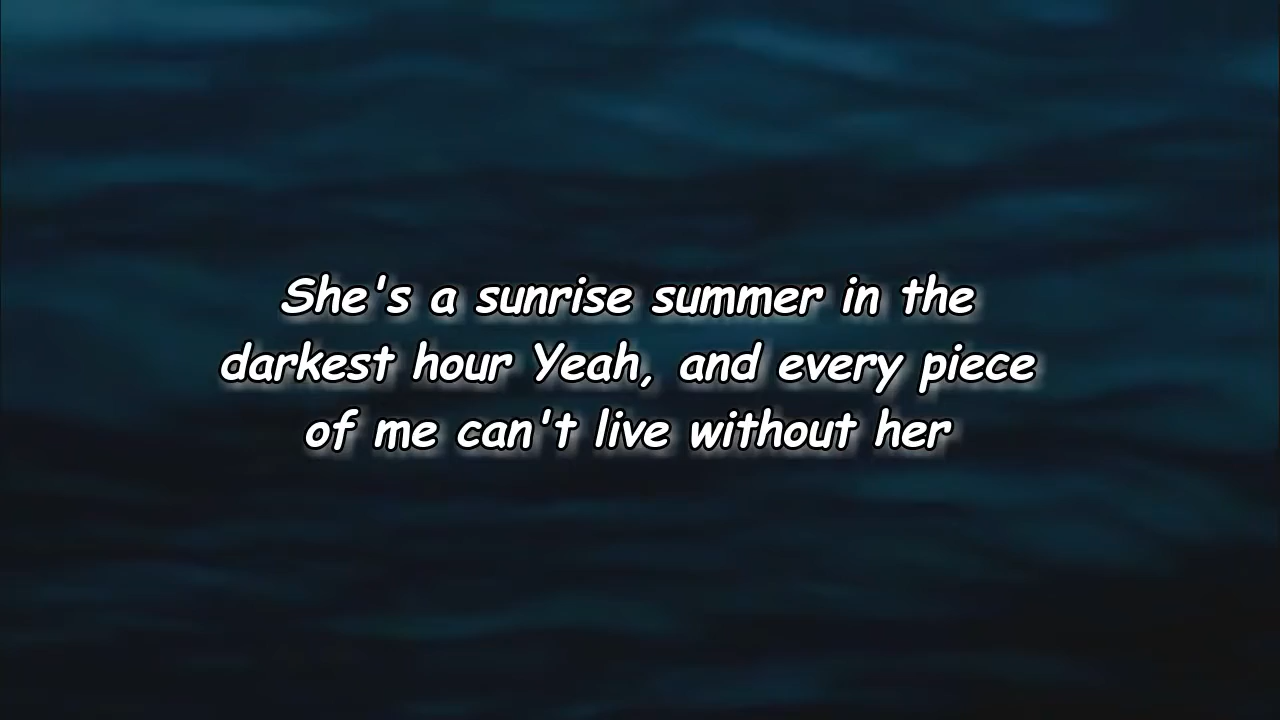 She's a sunrise summer in the
darkest hour Yeah, and every piece
of me can't live without her